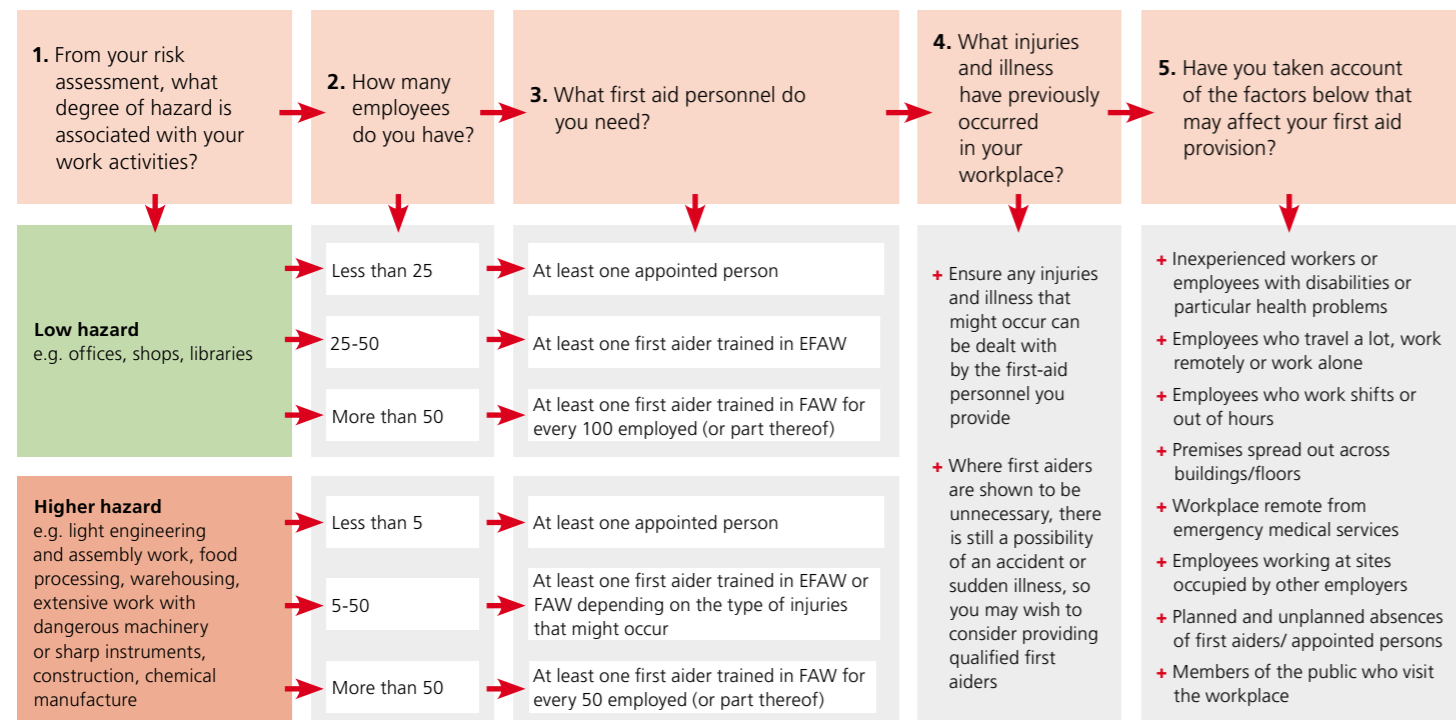 1. From your risk
assessment, what
degree of hazard is
associated with your
work activities?
2. How many
employees
do you have?
3. What first aid personnel do
you need?
4. What injuries
and illness
have previously
occurred
in your
workplace?
5. Have you taken account
of the factors below that
may affect your first aid
provision?
Low hazard
e.g. offices, shops, libraries
Less than 25
At least one appointed person
25-50
At least one first aider trained in EFAW
More than 50
At least one first aider trained in FAW for
every 100 employed (or part thereof)
Higher hazard
e.g. light engineering
and assembly work, food
processing, warehousing,
extensive work with
dangerous machinery
or sharp instruments,
construction, chemical
manufacture
Less than 5
At least one appointed person
5-50
At least one first aider trained in EFAW or
FAW depending on the type of injuries
that might occur
More than 50
At least one first aider trained in FAW for
every 50 employed (or part thereof)
+ Ensure any injuries
and illness that
might occur can
be dealt with
by the first-aid
personnel you
provide
+ Where first aiders
are shown to be
unnecessary, there
is still a possibility
of an accident or
sudden illness, so
you may wish to
consider providing
qualified first
aiders
+ Inexperienced workers or
employees with disabilities or
particular health problems
+ Employees who travel a lot, work
remotely or work alone
+ Employees who work shifts or
out of hours
+ Premises spread out across
buildings/floors
+ Workplace remote from
emergency medical services
+ Employees working at sites
occupied by other employers
+ Planned and unplanned absences
of first aiders/ appointed persons
+ Members of the public who visit
the workplace